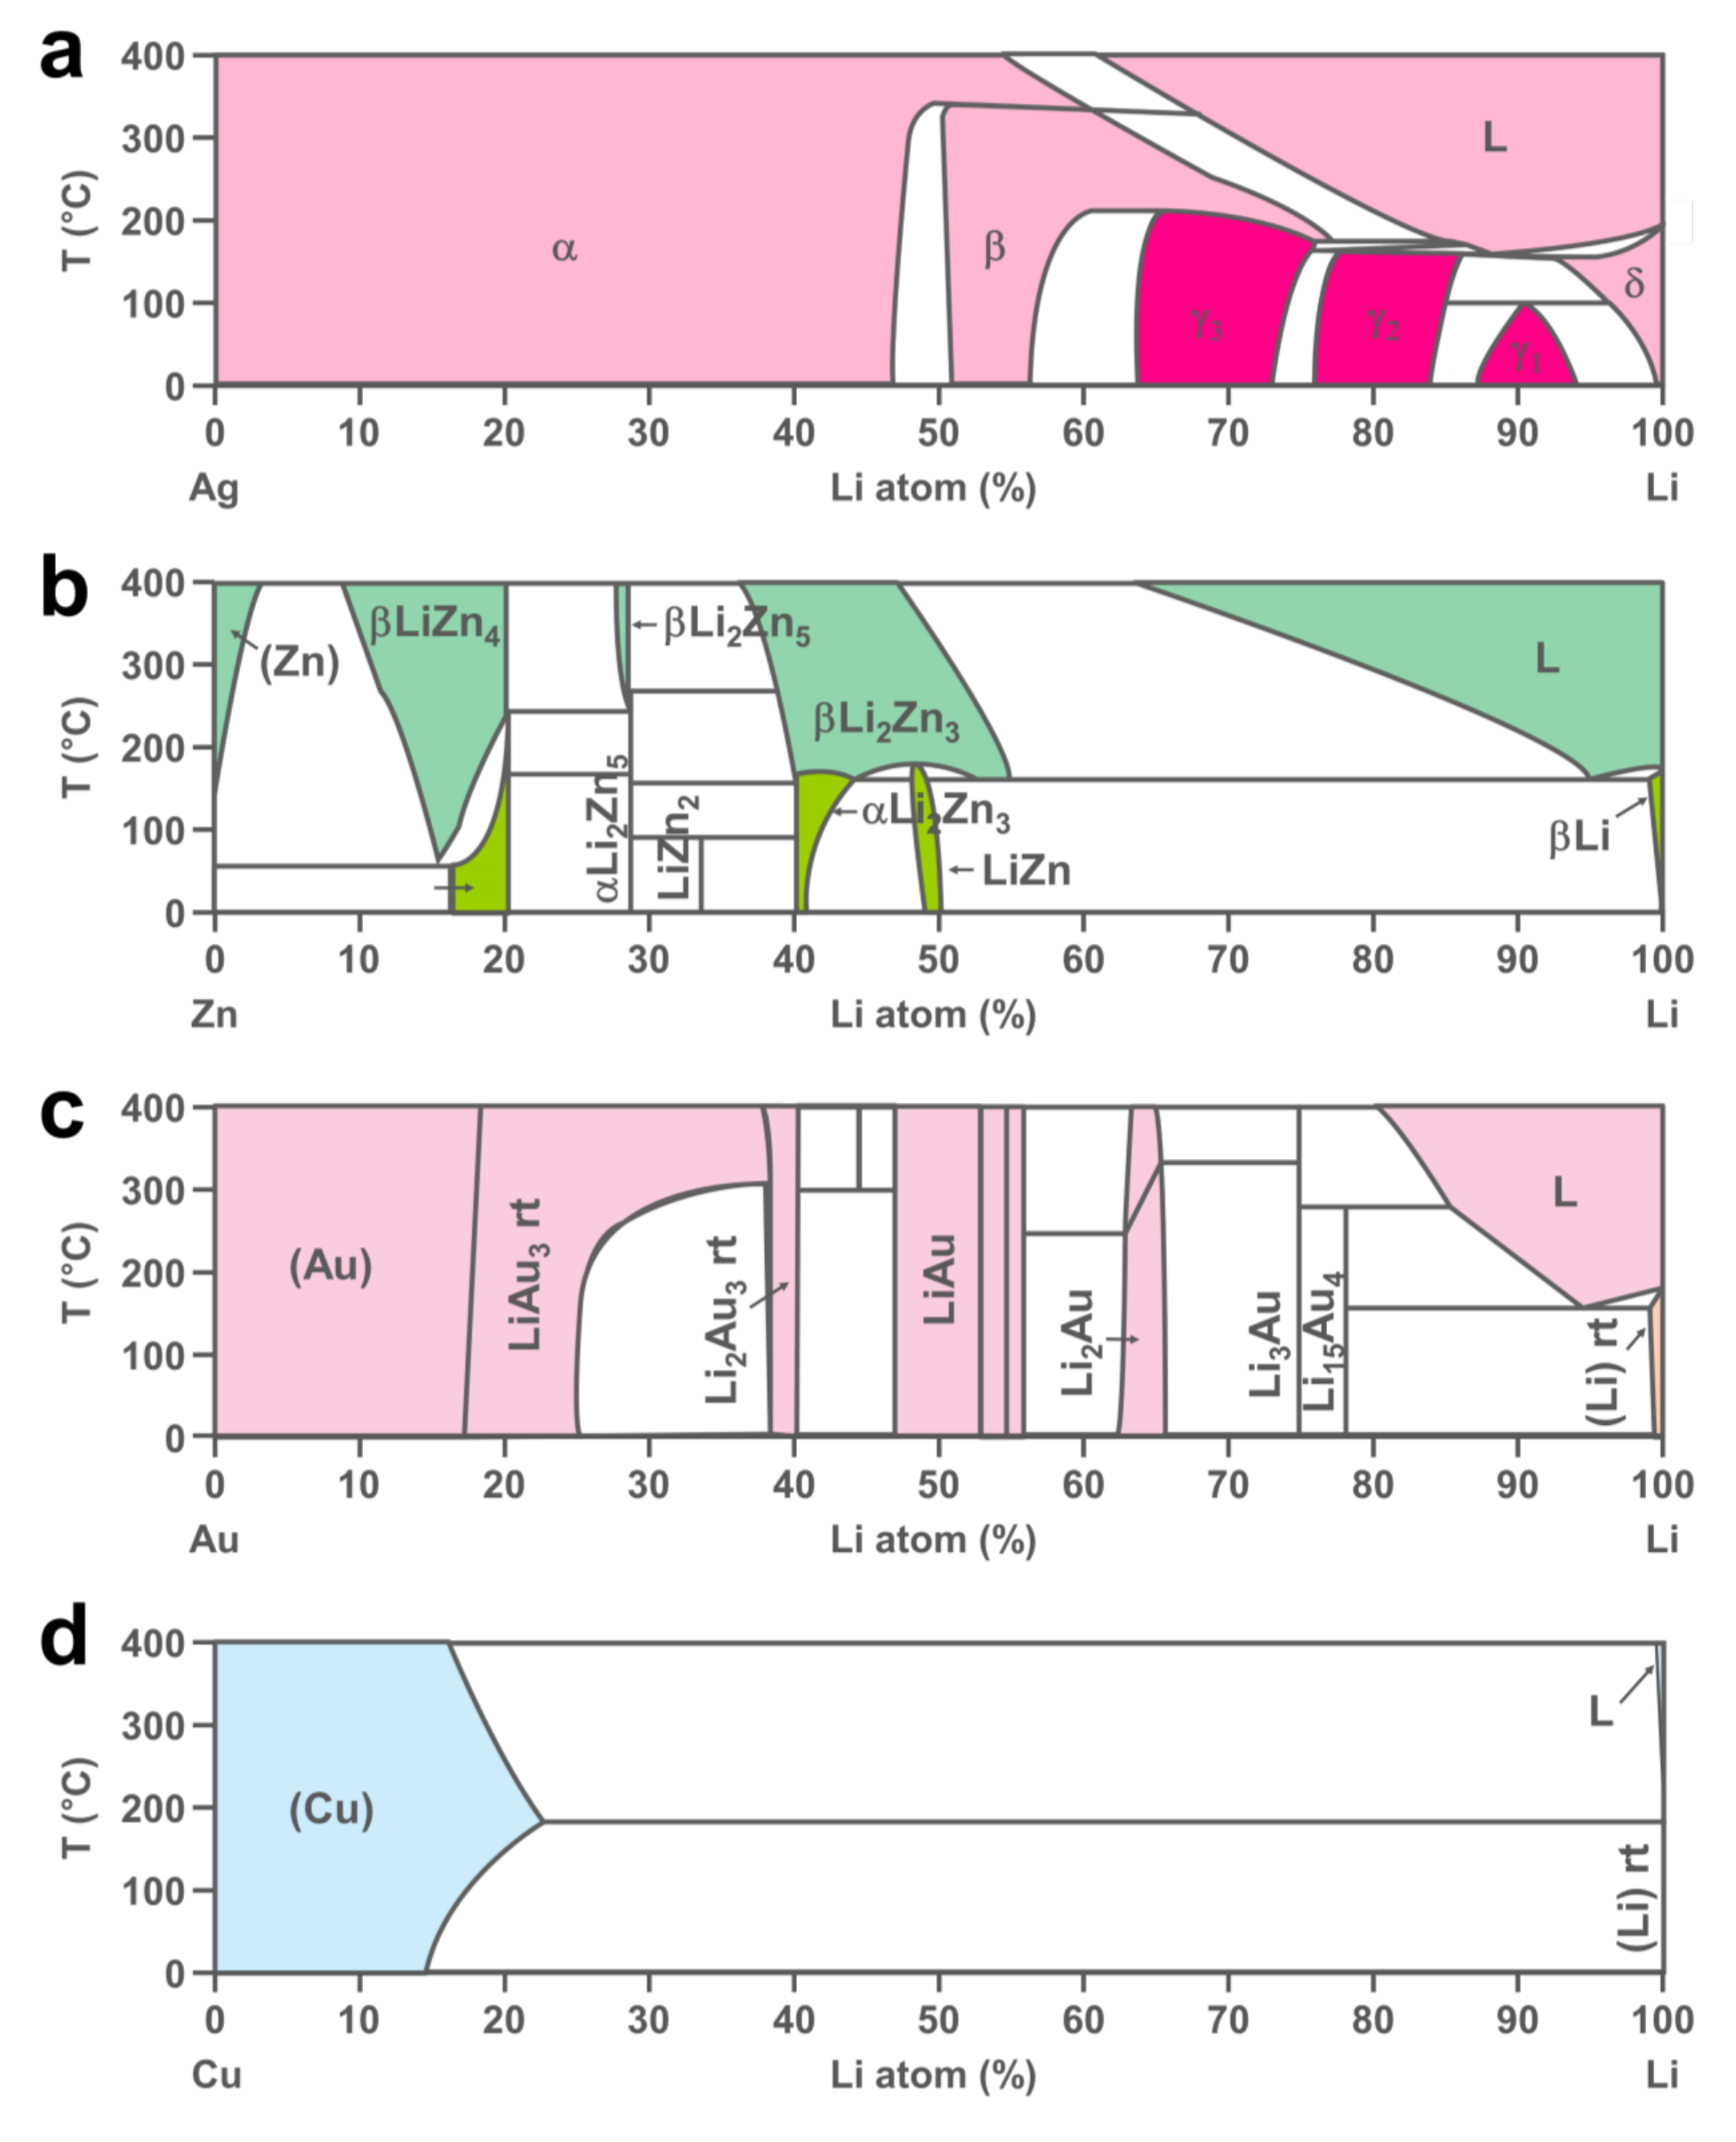 a
T (°C)
400
300
200
100
0
α
β
γ3
γ2
γ1
δ
L
0 10 20 30 40 50 60 70 80 90 100
Ag Li atom (%) Li
b
T (°C)
400
300
200
100
0
(Zn)
βLiZn4
βLi2Zn5
βLi2Zn3
L
αLi2Zn5
LiZn2
αLi2Zn3
LiZn
βLi
0 10 20 30 40 50 60 70 80 90 100
Zn Li atom (%) Li
c
T (°C)
400
300
200
100
0
(Au)
LiAu3 rt
Li2Au3 rt
LiAu
Li2Au
Li3Au
Li15Au4
L
(Li) rt
0 10 20 30 40 50 60 70 80 90 100
Au Li atom (%) Li
d
T (°C)
400
300
200
100
0
(Cu)
L
(Li) rt
0 10 20 30 40 50 60 70 80 90 100
Cu Li atom (%) Li